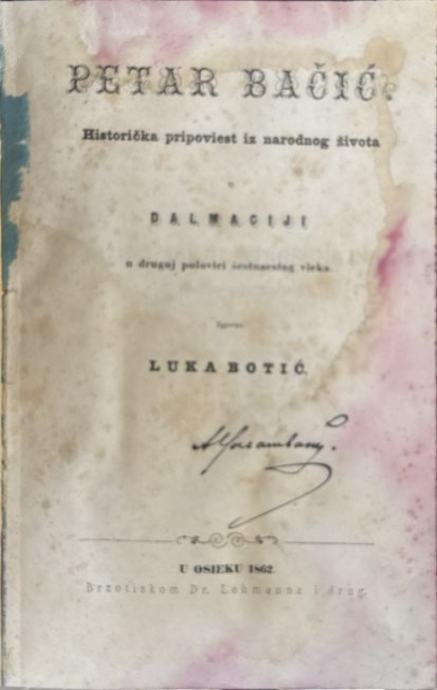 PETAR BAČIĆ.
Historička pripoviest iz narodnog života
u
DALMACIJI
u drugoj polovici šestnaestog vieka.
LUKA BOTIĆ.
U OSIEKU 1862.
Brzotiskom Dr. Lehmanna i drug.